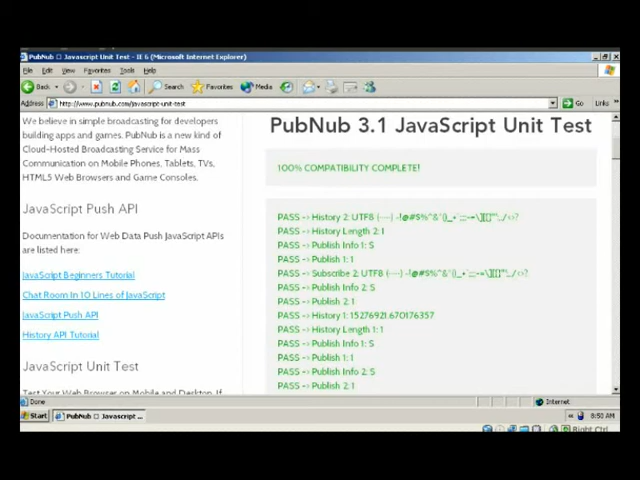 PubNub □ Javascript Unit Test - IE 6 (Microsoft Internet Explorer)
File Edit View Favorites Tools Help
Back Search Favorites Media
Address http://www.pubnub.com/javascript-unit-test Go Links
We believe in simple broadcasting for developers
building apps and games. PubNub is a new kind of
Cloud-Hosted Broadcasting Service for Mass
Communication on Mobile Phones, Tablets, TVs,
HTML5 Web Browsers and Game Consoles.
JavaScript Push API
Documentation for Web Data Push JavaScript APIs
are listed here:
JavaScript Beginners Tutorial
Chat Room In 10 Lines of JavaScript
JavaScript Push API
History API Tutorial
JavaScript Unit Test
Test Your Web Browser on Mobile and Desktop. If
PubNub 3.1 JavaScript Unit Test
100% COMPATIBILITY COMPLETE!
PASS -> History 2: UTF8
PASS -> History Length 2: 1
PASS -> Publish Info 1: S
PASS -> Publish 1: 1
PASS -> Subscribe 2: UTF8
PASS -> Publish Info 2: S
PASS -> Publish 2: 1
PASS -> History 1: 15276921.670176357
PASS -> History Length 1: 1
PASS -> Publish Info 1: S
PASS -> Publish 1: 1
PASS -> Publish Info 2: S
PASS -> Publish 2: 1
Done Internet
Start PubNub □ Javascript ... 8:50 AM
Right Ctrl